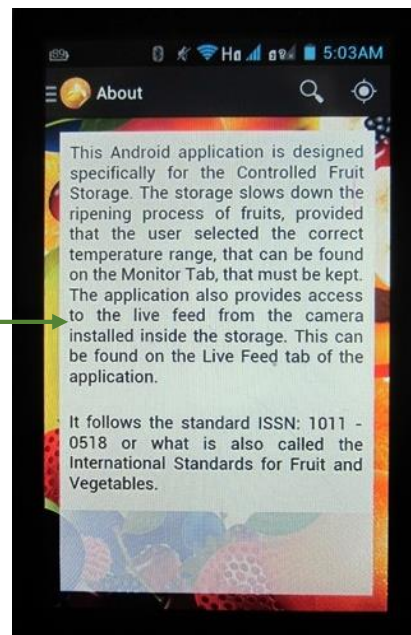 5:03AM
About
This Android application is designed
specifically for the Controlled Fruit
Storage. The storage slows down the
ripening process of fruits, provided
that the user selected the correct
temperature range, that can be found
on the Monitor Tab, that must be kept.
The application also provides access
to the live feed from the camera
installed inside the storage. This can
be found on the Live Feed tab of the
application.
It follows the standard ISSN: 1011 -
0518 or what is also called the
International Standards for Fruit and
Vegetables.